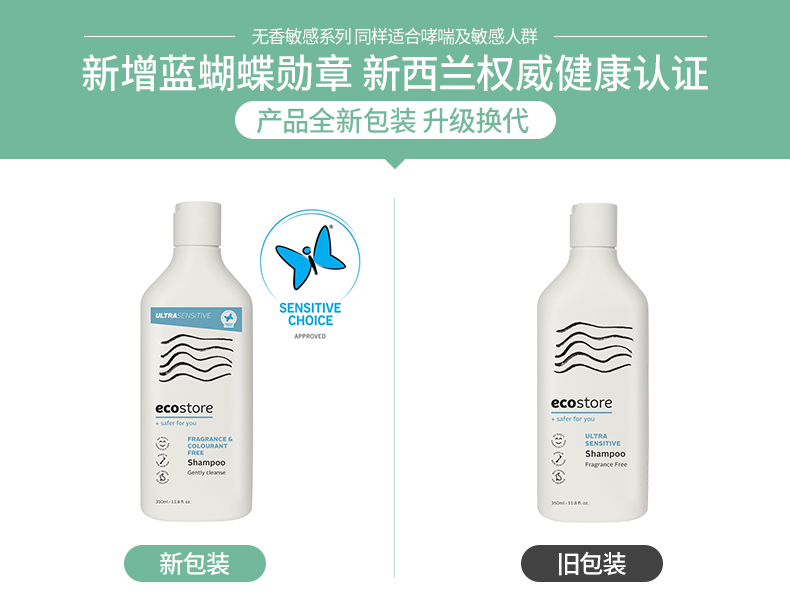 无香敏感系列 同样适合哮喘及敏感人群
新增蓝蝴蝶勋章 新西兰权威健康认证
产品全新包装 升级换代
SENSITIVE
CHOICE
APPROVED
ULTRASENSITIVE
ecostore
+ safer for you
FRAGRANCE &
COLOURANT
FREE
Shampoo
Gently cleanse
350ml - 11.8 fl. oz.
新包装
ecostore
+ safer for you
ULTRA
SENSITIVE
Shampoo
Fragrance Free
350ml - 11.8 fl. oz.
旧包装